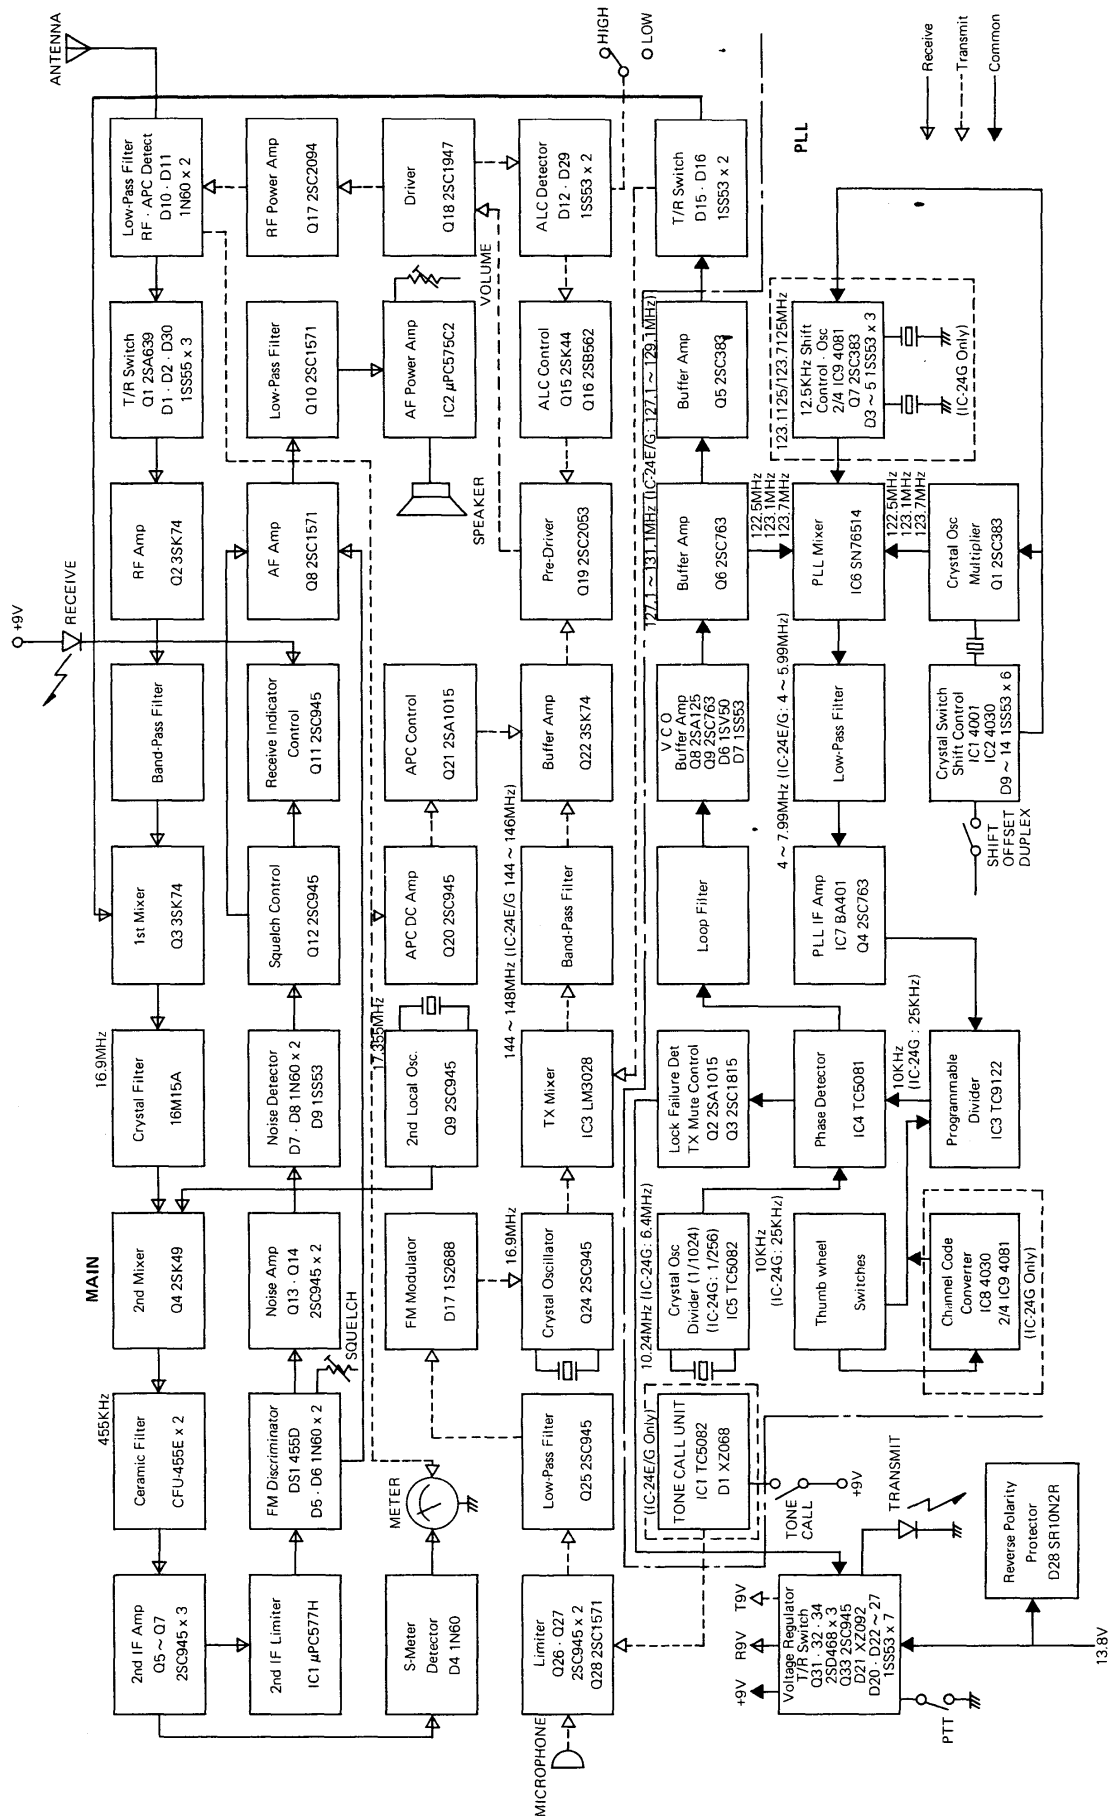 MAIN
ANTENNA
Low-Pass Filter
RF · APC Detect
D10 · D11
1N60 x 2
T/R Switch
Q1 2SA639
D1 · D2 · D30
1SS55 x 3
RF Amp
Q2 3SK74
Band-Pass Filter
1st Mixer
Q3 3SK74
16.9MHz
Crystal Filter
16M15A
2nd Mixer
Q4 2SK49
455KHz
Ceramic Filter
CFU-455E x 2
2nd IF Amp
Q5 ~ Q7
2SC945 x 3
+9V
RECEIVE
RF Power Amp
Q17 2SC2094
Low-Pass Filter
Q10 2SC1571
AF Amp
Q8 2SC1571
Receive Indicator
Control
Q11 2SC945
Squelch Control
Q12 2SC945
Noise Detector
D7 · D8 1N60 x 2
D9 1SS53
Noise Amp
Q13 · Q14
2SC945 x 2
SQUELCH
FM Discriminator
DS1 455D
D5 · D6 1N60 x 2
2nd IF Limiter
IC1 µPC577H
Driver
Q18 2SC1947
VOLUME
AF Power Amp
IC2 µPC575C2
SPEAKER
APC Control
Q21 2SA1015
APC DC Amp
Q20 2SC945
17.355MHz
2nd Local Osc.
Q9 2SC945
FM Modulator
D17 1S2688
METER
S-Meter
Detector
D4 1N60
HIGH
LOW
ALC Detector
D12 · D29
1SS53 x 2
ALC Control
Q15 2SK44
Q16 2SB562
Pre-Driver
Q19 2SC2053
Buffer Amp
Q22 3SK74
144 ~ 148MHz (IC-24E/G 144 ~ 146MHz)
Band-Pass Filter
TX Mixer
IC3 LM3028
16.9MHz
Crystal Oscillator
Q24 2SC945
Low-Pass Filter
Q25 2SC945
Limiter
Q26 · Q27
2SC945 x 2
Q28 2SC1571
MICROPHONE
PLL
T/R Switch
D15 · D16
1SS53 x 2
127.1 ~ 131.1MHz (IC-24E/G: 127.1 ~ 129.1MHz)
Buffer Amp
Q5 2SC383
Buffer Amp
Q6 2SC763
V C O
Buffer Amp
Q8 2SA125
Q9 2SC763
D6 1SV50
D7 1SS53
Loop Filter
Lock Failure Det
TX Mute Control
Q2 2SA1015
Q3 2SC1815
10.24MHz (IC-24G: 6.4MHz)
Crystal Osc
Divider (1/1024)
(IC-24G: 1/256)
IC5 TC5082
(IC-24E/G Only)
TONE CALL UNIT
IC1 TC5082
D1 XZ068
TONE
CALL
+9V
123.1125/123.7125MHz
12.5KHz Shift
Control · Osc
2/4 IC9 4081
Q7 2SC383
D3 ~ 5 1SS53 x 3
(IC-24G Only)
122.5MHz
123.1MHz
123.7MHz
PLL Mixer
IC6 SN76514
122.5MHz
123.1MHz
123.7MHz
4 ~ 7.99MHz (IC-24E/G: 4 ~ 5.99MHz)
Low-Pass Filter
PLL IF Amp
IC7 BA401
Q4 2SC763
Phase Detector
IC4 TC5081
10KHz
(IC-24G : 25KHz)
10KHz
(IC-24G: 25KHz)
Thumb wheel
Switches
Crystal Osc
Multiplier
Q1 2SC383
Crystal Switch
Shift Control
IC1 4001
IC2 4030
D9 ~ 14 1SS53 x 6
SHIFT
OFFSET
DUPLEX
Programmable
Divider
IC3 TC9122
Channel Code
Converter
IC8 4030
2/4 IC9 4081
(IC-24G Only)
TRANSMIT
+9V
R9V
T9V
Voltage Regulator
T/R Switch
Q31 · 32 · 34
2SD468 x 3
Q33 2SC945
D21 XZ092
D20 · D22 ~ 27
1SS53 x 7
PTT
Reverse Polarity
Protector
D28 SR10N2R
13.8V
Receive
Transmit
Common